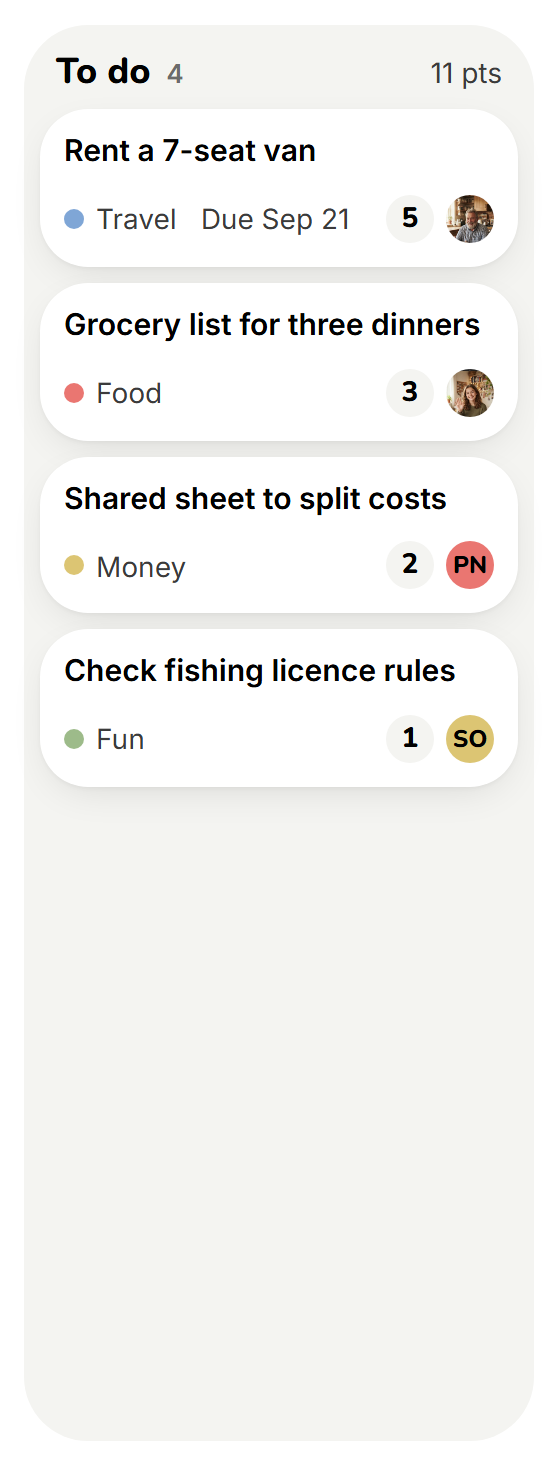 To do 4 11 pts
Rent a 7-seat van
Travel Due Sep 21 5
Grocery list for three dinners
Food 3
Shared sheet to split costs
Money 2 PN
Check fishing licence rules
Fun 1 SO